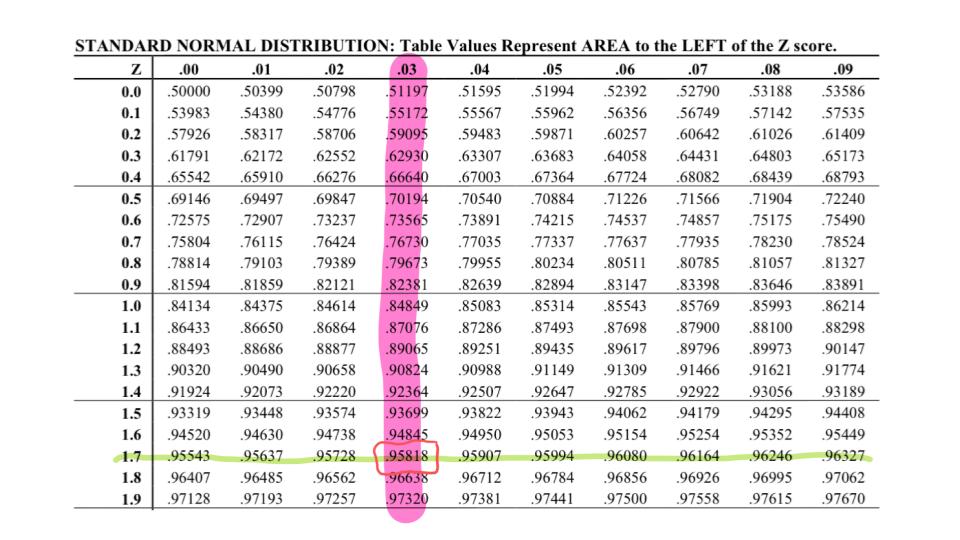 STANDARD NORMAL DISTRIBUTION: Table Values Represent AREA to the LEFT of the Z score.
Z .00 .01 .02 .03 .04 .05 .06 .07 .08 .09
0.0 .50000 .50399 .50798 .51197 .51595 .51994 .52392 .52790 .53188 .53586
0.1 .53983 .54380 .54776 .55172 .55567 .55962 .56356 .56749 .57142 .57535
0.2 .57926 .58317 .58706 .59095 .59483 .59871 .60257 .60642 .61026 .61409
0.3 .61791 .62172 .62552 .62930 .63307 .63683 .64058 .64431 .64803 .65173
0.4 .65542 .65910 .66276 .66640 .67003 .67364 .67724 .68082 .68439 .68793
0.5 .69146 .69497 .69847 .70194 .70540 .70884 .71226 .71566 .71904 .72240
0.6 .72575 .72907 .73237 .73565 .73891 .74215 .74537 .74857 .75175 .75490
0.7 .75804 .76115 .76424 .76730 .77035 .77337 .77637 .77935 .78230 .78524
0.8 .78814 .79103 .79389 .79673 .79955 .80234 .80511 .80785 .81057 .81327
0.9 .81594 .81859 .82121 .82381 .82639 .82894 .83147 .83398 .83646 .83891
1.0 .84134 .84375 .84614 .84849 .85083 .85314 .85543 .85769 .85993 .86214
1.1 .86433 .86650 .86864 .87076 .87286 .87493 .87698 .87900 .88100 .88298
1.2 .88493 .88686 .88877 .89065 .89251 .89435 .89617 .89796 .89973 .90147
1.3 .90320 .90490 .90658 .90824 .90988 .91149 .91309 .91466 .91621 .91774
1.4 .91924 .92073 .92220 .92364 .92507 .92647 .92785 .92922 .93056 .93189
1.5 .93319 .93448 .93574 .93699 .93822 .93943 .94062 .94179 .94295 .94408
1.6 .94520 .94630 .94738 .94845 .94950 .95053 .95154 .95254 .95352 .95449
1.7 .95543 .95637 .95728 .95818 .95907 .95994 .96080 .96164 .96246 .96327
1.8 .96407 .96485 .96562 .96638 .96712 .96784 .96856 .96926 .96995 .97062
1.9 .97128 .97193 .97257 .97320 .97381 .97441 .97500 .97558 .97615 .97670